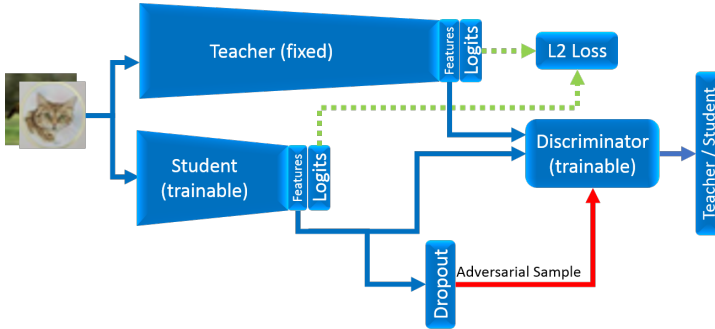 Teacher (fixed)
Features
Logits
L2 Loss
Student
(trainable)
Features
Logits
Discriminator
(trainable)
Teacher / Student
Dropout
Adversarial Sample